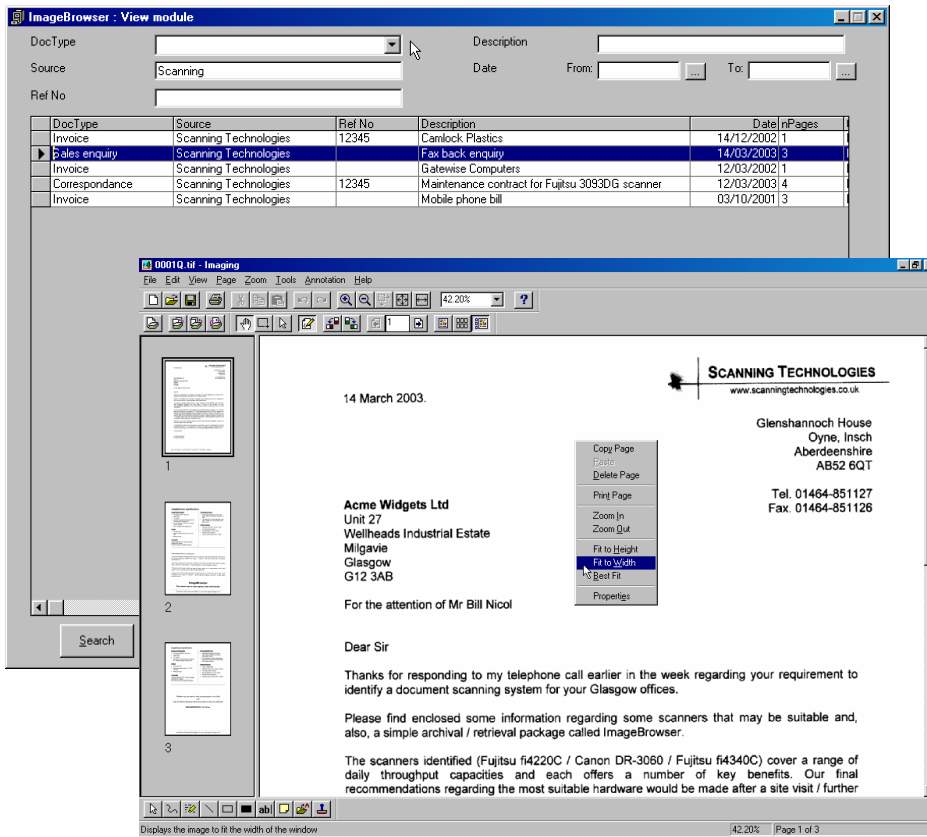 ImageBrowser : View module
DocType
Description
Source
Scanning
Date
From:
...
To:
...
Ref No
DocType Source Ref No Description Date nPages
Invoice Scanning Technologies 12345 Camlock Plastics 14/12/2002 1
Sales enquiry Scanning Technologies Fax back enquiry 14/03/2003 3
Invoice Scanning Technologies Gatewise Computers 12/03/2002 1
Correspondance Scanning Technologies 12345 Maintenance contract for Fujitsu 3093DG scanner 12/03/2003 4
Invoice Scanning Technologies Mobile phone bill 03/10/2001 3
Search
0001Q.tif - Imaging
File Edit View Page Zoom Tools Annotation Help
42.20%
1
1
2
3
SCANNING TECHNOLOGIES
www.scanningtechnologies.co.uk
14 March 2003.
Glenshannoch House
Oyne, Insch
Aberdeenshire
AB52 6QT
Tel. 01464-851127
Fax. 01464-851126
Acme Widgets Ltd
Unit 27
Wellheads Industrial Estate
Milgavie
Glasgow
G12 3AB
For the attention of Mr Bill Nicol
Copy Page
Paste
Delete Page
Print Page
Zoom In
Zoom Out
Fit to Height
Fit to Width
Best Fit
Properties
Dear Sir
Thanks for responding to my telephone call earlier in the week regarding your requirement to
identify a document scanning system for your Glasgow offices.
Please find enclosed some information regarding some scanners that may be suitable and,
also, a simple archival / retrieval package called ImageBrowser.
The scanners identified (Fujitsu fi4220C / Canon DR-3060 / Fujitsu fi4340C) cover a range of
daily throughput capacities and each offers a number of key benefits. Our final
recommendations regarding the most suitable hardware would be made after a site visit / further
ab|
Displays the image to fit the width of the window
42.20%
Page 1 of 3